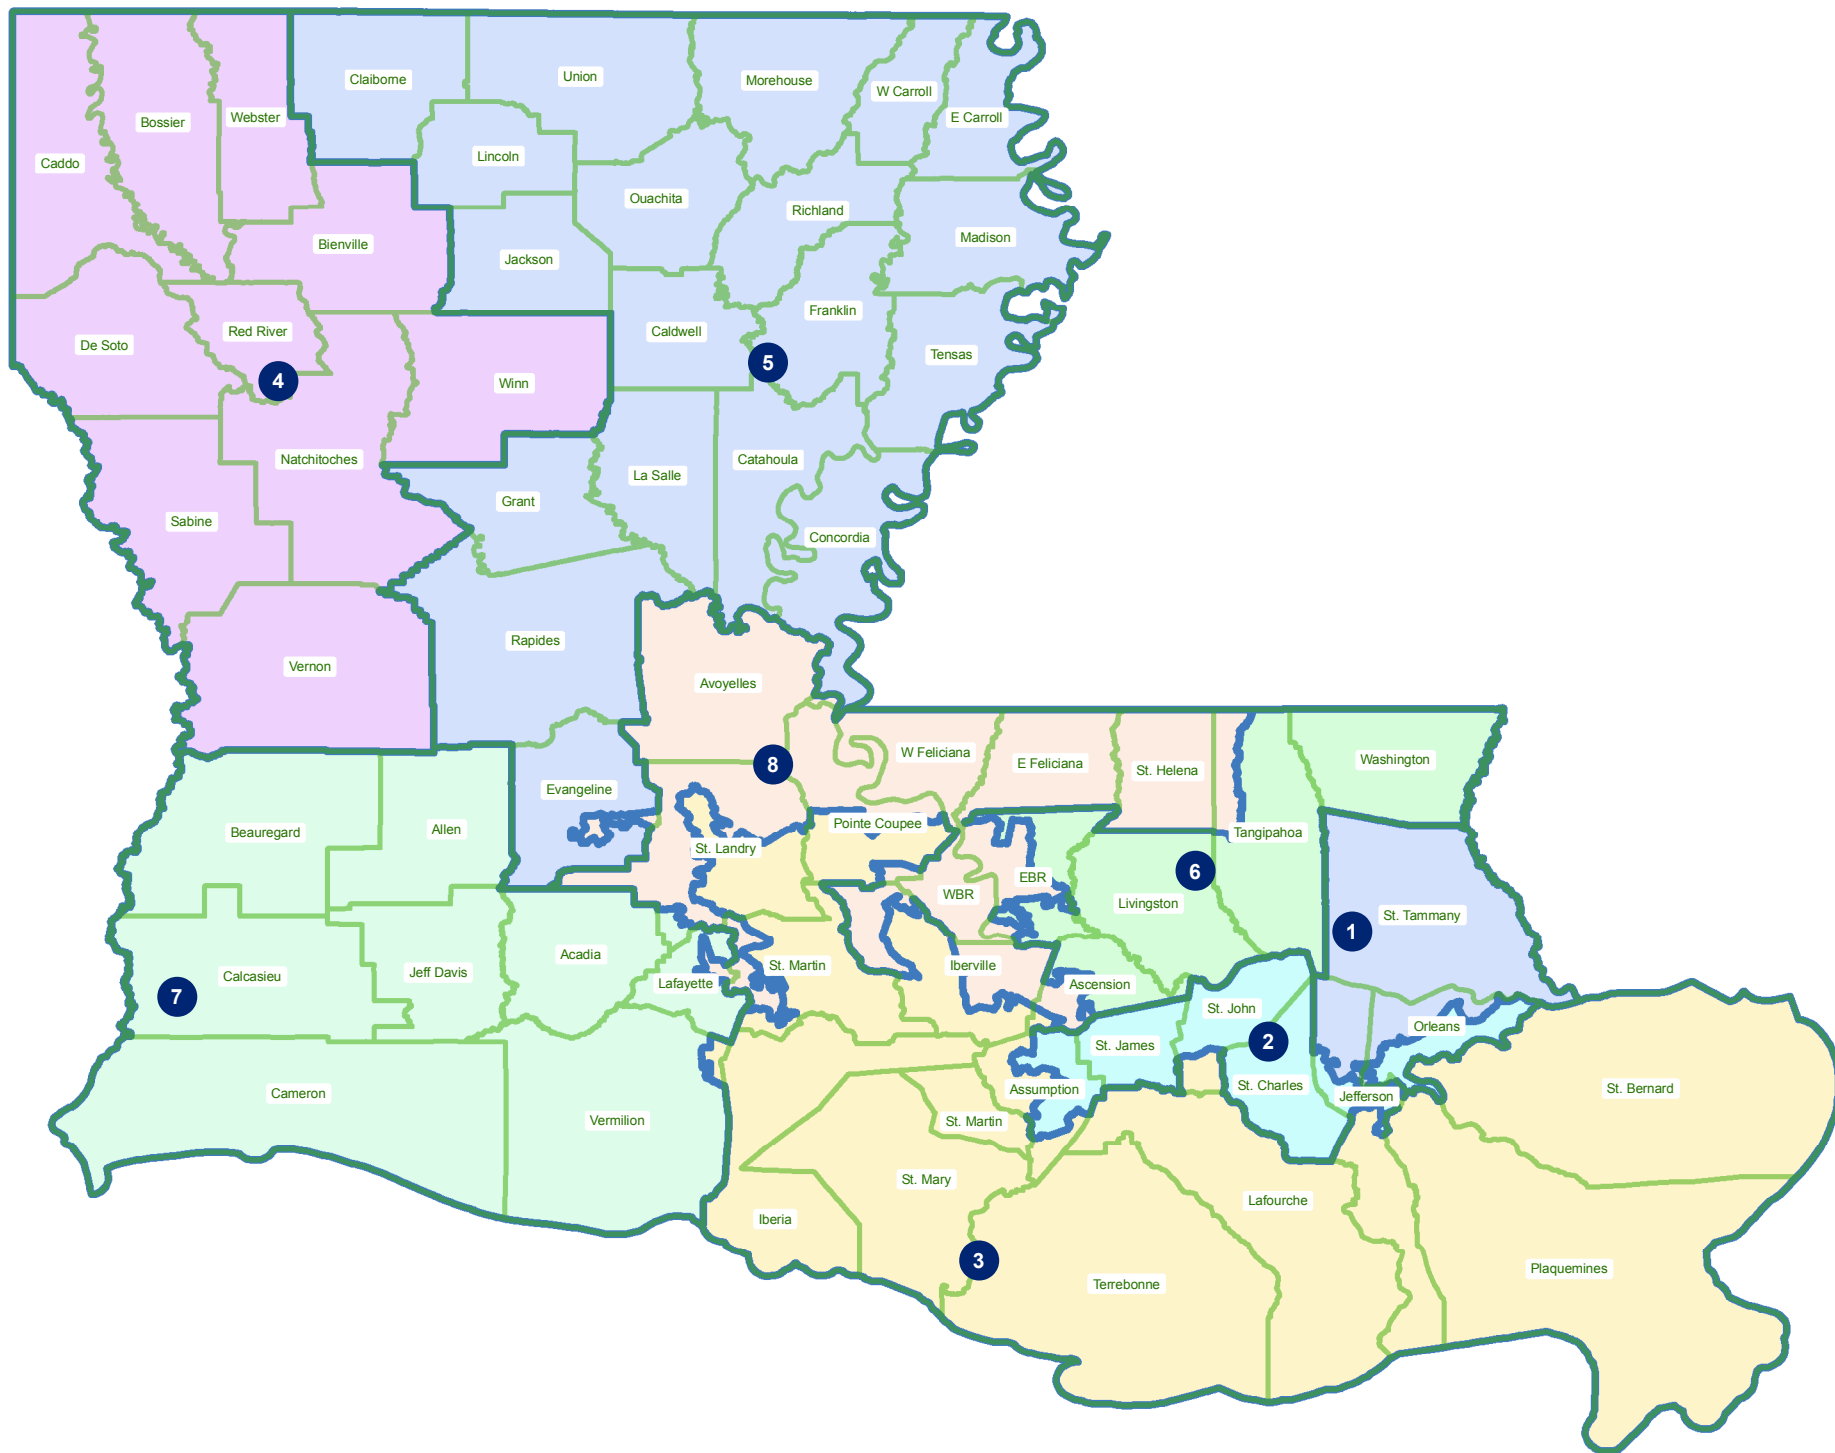 Claiborne
Union
Morehouse
W Carroll
E Carroll
Bossier
Webster
Caddo
Lincoln
Ouachita
Richland
Madison
Bienville
Jackson
Franklin
Red River
Caldwell
De Soto
Tensas
5
4
Winn
Natchitoches
La Salle
Catahoula
Grant
Sabine
Concordia
Rapides
Vernon
Avoyelles
W Feliciana
E Feliciana
St. Helena
Washington
8
Evangeline
Beauregard
Allen
Pointe Coupee
Tangipahoa
St. Landry
6
EBR
WBR
Livingston
St. Tammany
1
Acadia
St. Martin
Iberville
Jeff Davis
Calcasieu
Lafayette
Ascension
7
St. John
Orleans
2
St. James
St. Charles
Assumption
St. Bernard
Cameron
Jefferson
Vermilion
St. Martin
St. Mary
Lafourche
Iberia
3
Plaquemines
Terrebonne